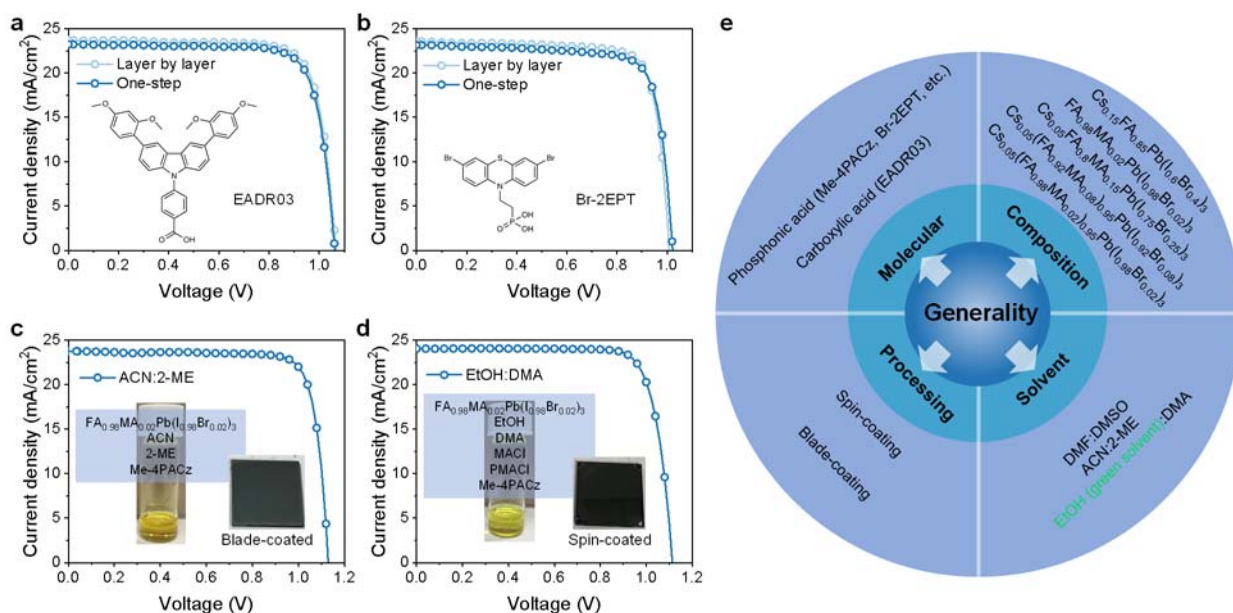 a
Current density (mA/cm²)
25
20
15
10
5
0
Layer by layer
One-step
O
O
O
O
N
O
OH
EADR03
0.0 0.2 0.4 0.6 0.8 1.0
Voltage (V)
b
Current density (mA/cm²)
25
20
15
10
5
0
Layer by layer
One-step
Br
S
Br
N
P
OH
O
OH
Br-2EPT
0.0 0.2 0.4 0.6 0.8 1.0
Voltage (V)
c
Current density (mA/cm²)
25
20
15
10
5
0
ACN:2-ME
FA₀.₉₈MA₀.₀₂Pb(I₀.₉₈Br₀.₀₂)₃
ACN
2-ME
Me-4PACz
Blade-coated
0.0 0.2 0.4 0.6 0.8 1.0 1.2
Voltage (V)
d
Current density (mA/cm²)
25
20
15
10
5
0
EtOH:DMA
FA₀.₉₈MA₀.₀₂Pb(I₀.₉₈Br₀.₀₂)₃
EtOH
DMA
MACl
PMACl
Me-4PACz
Spin-coated
0.0 0.2 0.4 0.6 0.8 1.0 1.2
Voltage (V)
e
Phosphonic acid (Me-4PACz, Br-2EPT, etc.)
Carboxylic acid (EADR03)
Molecular
Cs₀.₁₅FA₀.₈₅Pb(I₀.₆Br₀.₄)₃
FA₀.₉₈MA₀.₀₂Pb(I₀.₉₈Br₀.₀₂)₃
Cs₀.₀₅FA₀.₈MA₀.₁₅Pb(I₀.₇₅Br₀.₂₅)₃
Cs₀.₀₅(FA₀.₉₂MA₀.₀₈)₀.₉₅Pb(I₀.₉₂Br₀.₀₈)₃
Cs₀.₀₅(FA₀.₉₈MA₀.₀₂)₀.₉₅Pb(I₀.₉₈Br₀.₀₂)₃
Composition
Generality
Processing
Spin-coating
Blade-coating
Solvent
DMF:DMSO
ACN:2-ME
EtOH (green solvent):DMA